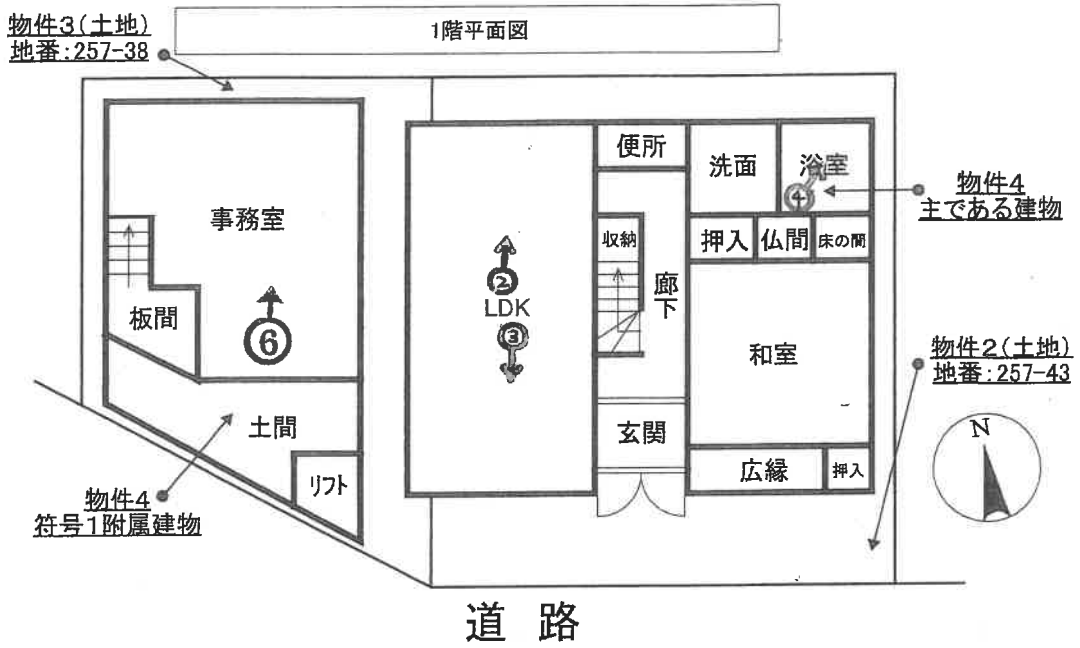 1階平面図
物件3(土地)
地番:257-38
便所
洗面
浴室
④
物件4
主である建物
事務室
収納
押入
仏間
床の間
②
LDK
③
廊下
板間
⑥
和室
物件2(土地)
地番:257-43
土間
玄関
N
リフト
広縁
押入
物件4
符号1附属建物
道路